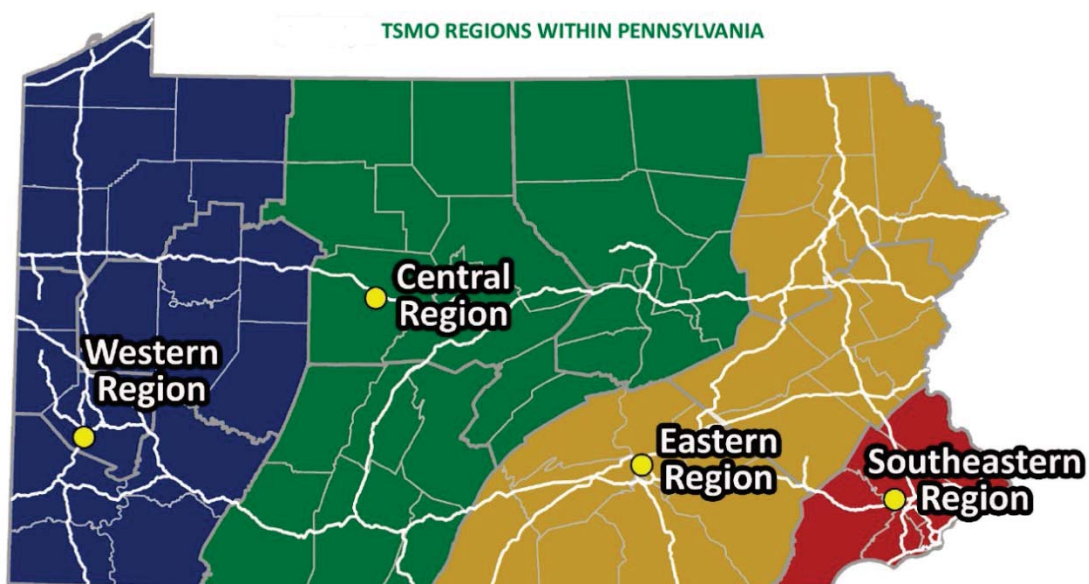 TSMO REGIONS WITHIN PENNSYLVANIA
Central
Region
Western
Region
Eastern
Region
Southeastern
Region